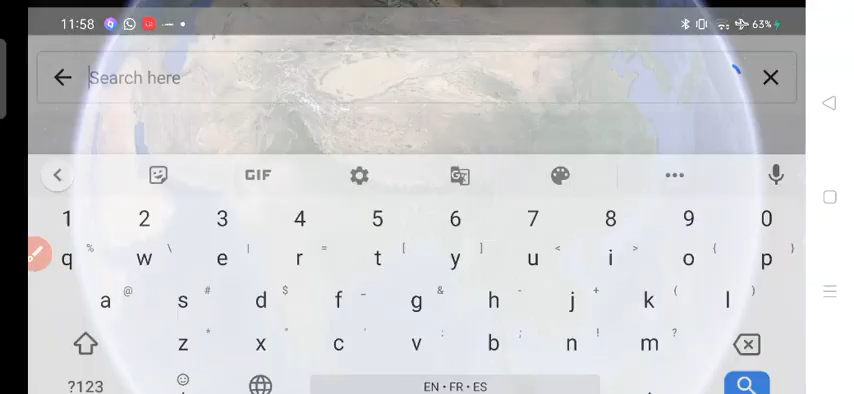 11:58 63%
Search here
GIF
1 2 3 4 5 6 7 8 9 0
q % w \ e | r = t [ y ] u < i > o { p }
a @ s # d $ f _ g & h - j + k ( l )
z * x " c ' v : b ; n ! m ?
?123 EN • FR • ES